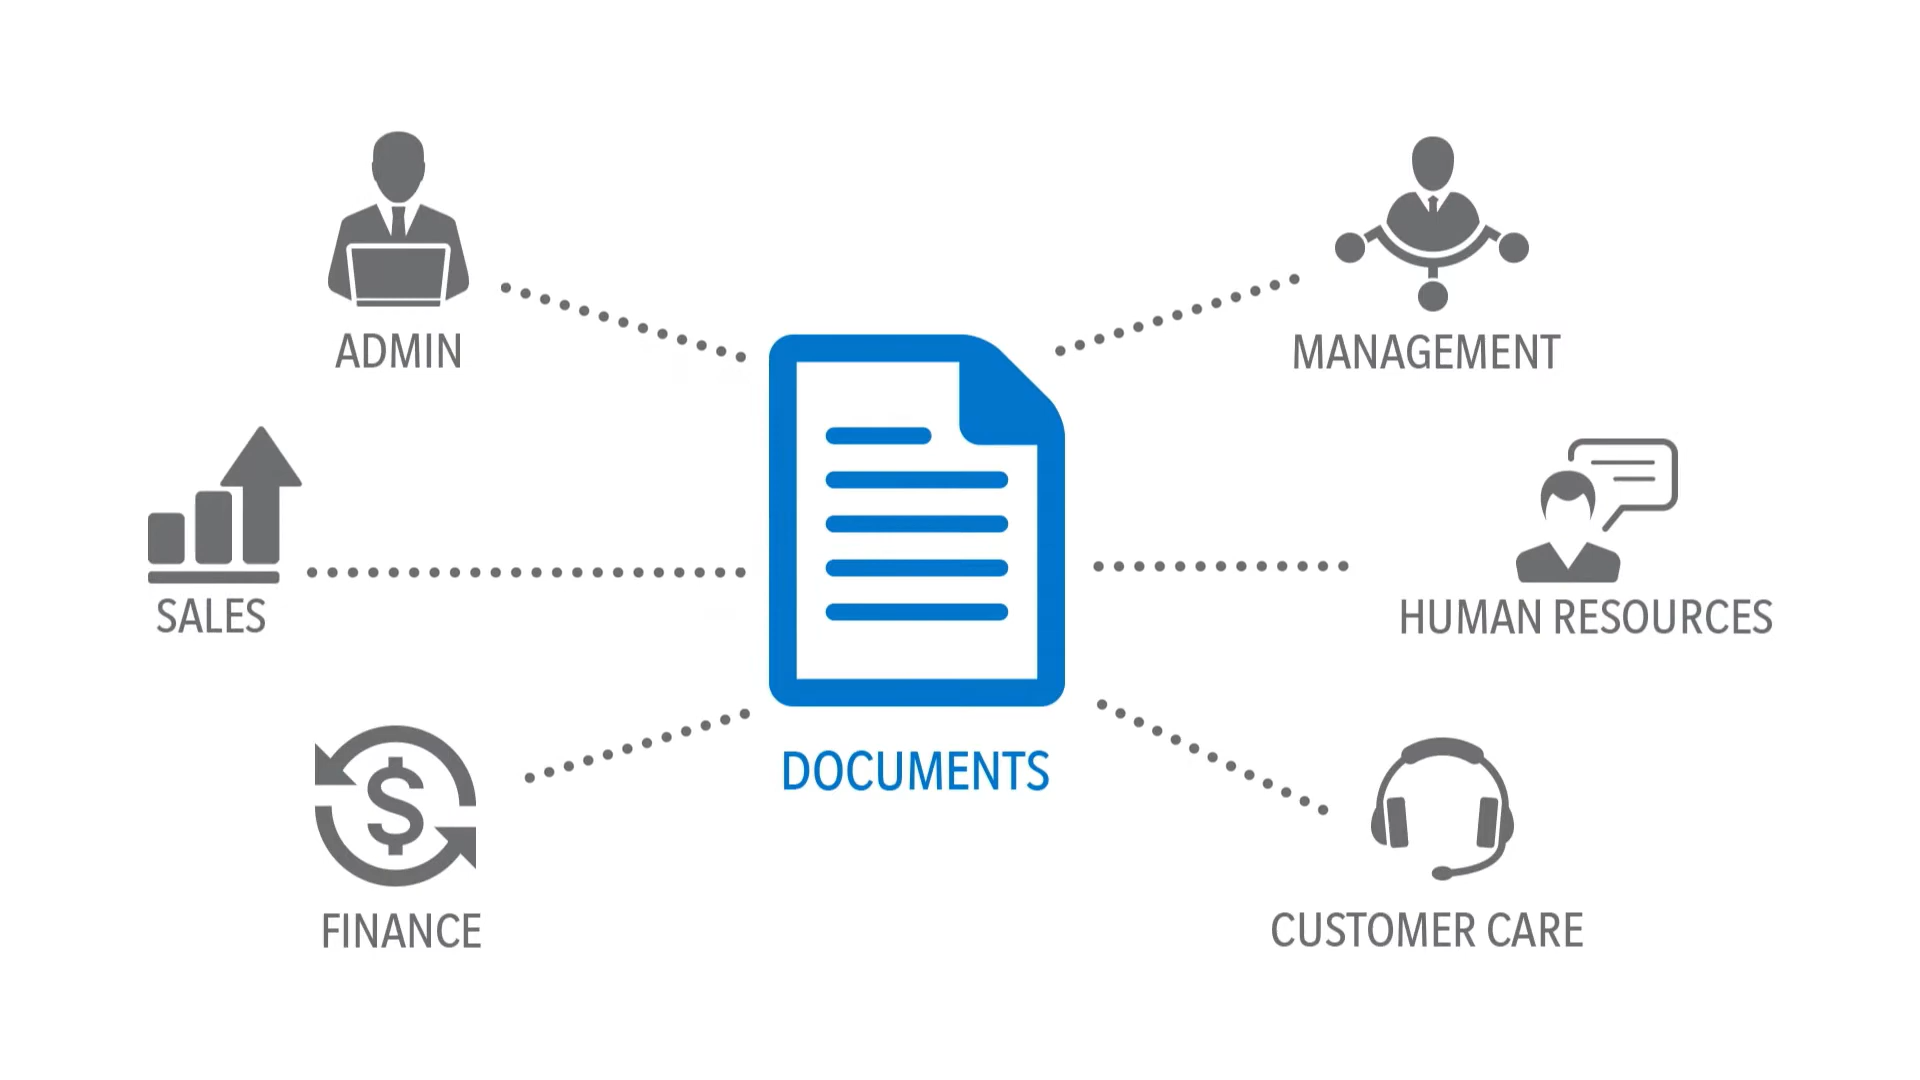 ADMIN
MANAGEMENT
SALES
HUMAN RESOURCES
DOCUMENTS
FINANCE
CUSTOMER CARE